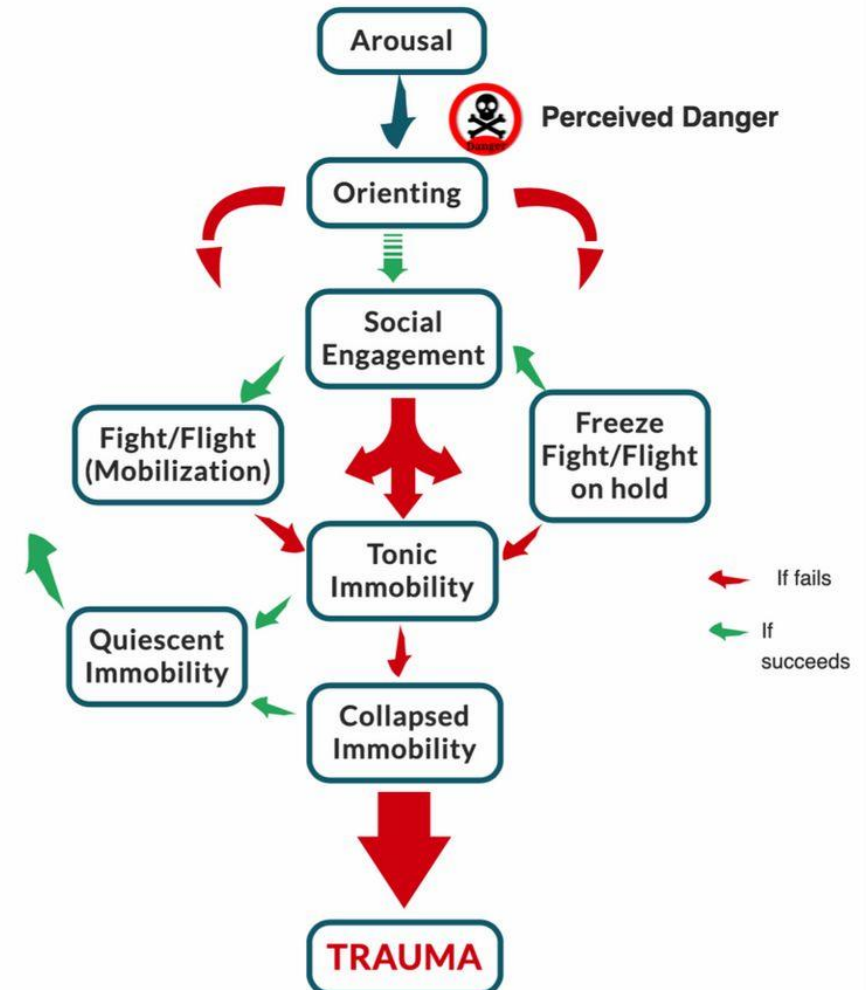 Arousal
Danger
Perceived Danger
Orienting
Social
Engagement
Fight/Flight
(Mobilization)
Freeze
Fight/Flight
on hold
Tonic
Immobility
If fails
If
succeeds
Quiescent
Immobility
Collapsed
Immobility
TRAUMA